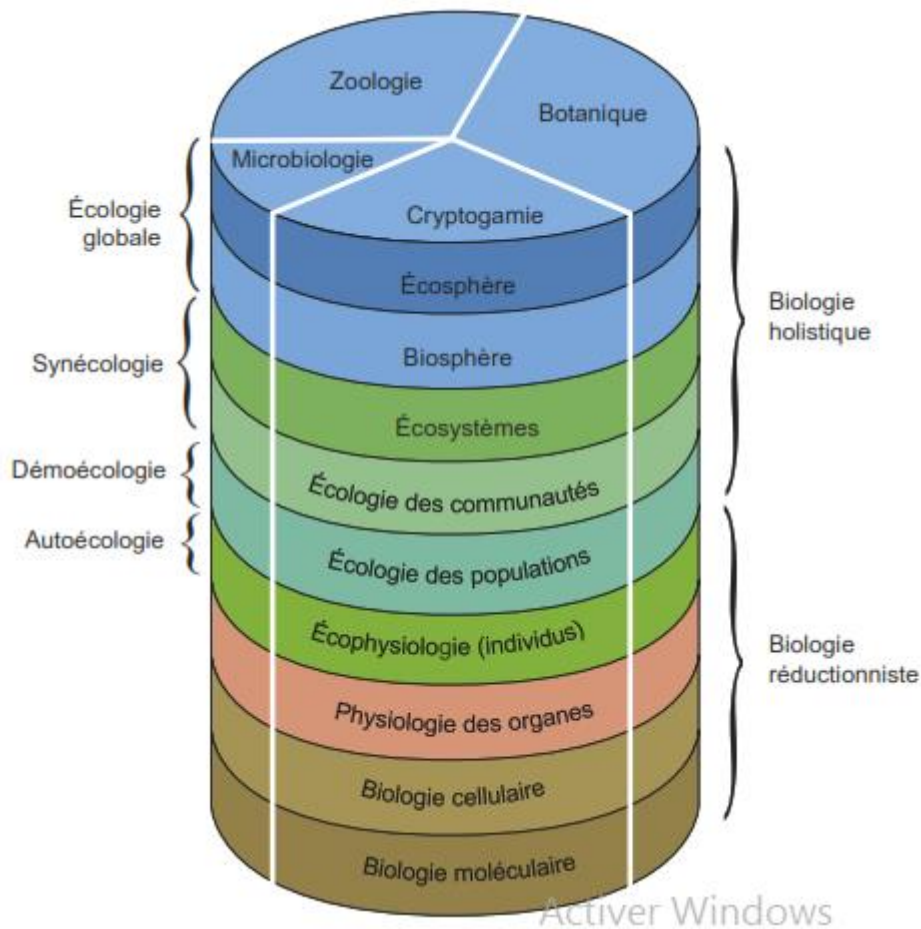 Zoologie
Botanique
Microbiologie
Cryptogamie
Écologie
globale
Écosphère
Biologie
holistique
Biosphère
Synécologie
Écosystèmes
Démoécologie
Écologie des communautés
Autoécologie
Écologie des populations
Écophysiologie (individus)
Biologie
réductionniste
Physiologie des organes
Biologie cellulaire
Biologie moléculaire
Activer Windows